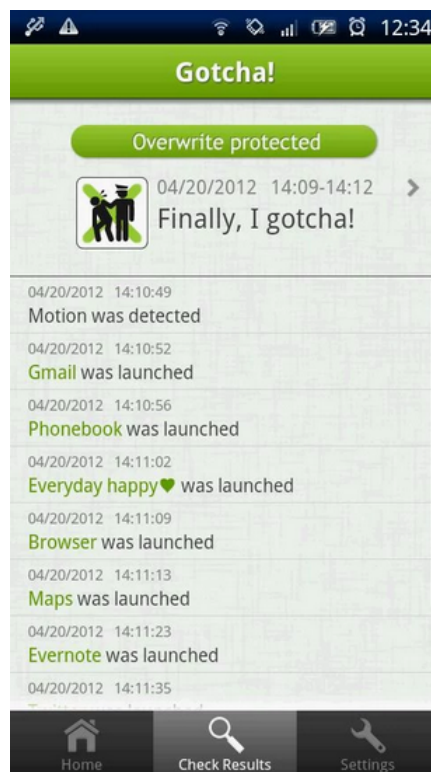 12:34
Gotcha!
Overwrite protected
04/20/2012 14:09-14:12
Finally, I gotcha!
04/20/2012 14:10:49
Motion was detected
04/20/2012 14:10:52
Gmail was launched
04/20/2012 14:10:56
Phonebook was launched
04/20/2012 14:11:02
Everyday happy♥ was launched
04/20/2012 14:11:09
Browser was launched
04/20/2012 14:11:13
Maps was launched
04/20/2012 14:11:23
Evernote was launched
04/20/2012 14:11:35
Twitter was launched
Home
Check Results
Settings